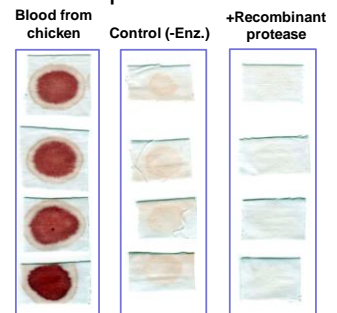 Blood from
chicken
Control (-Enz.)
+Recombinant
protease